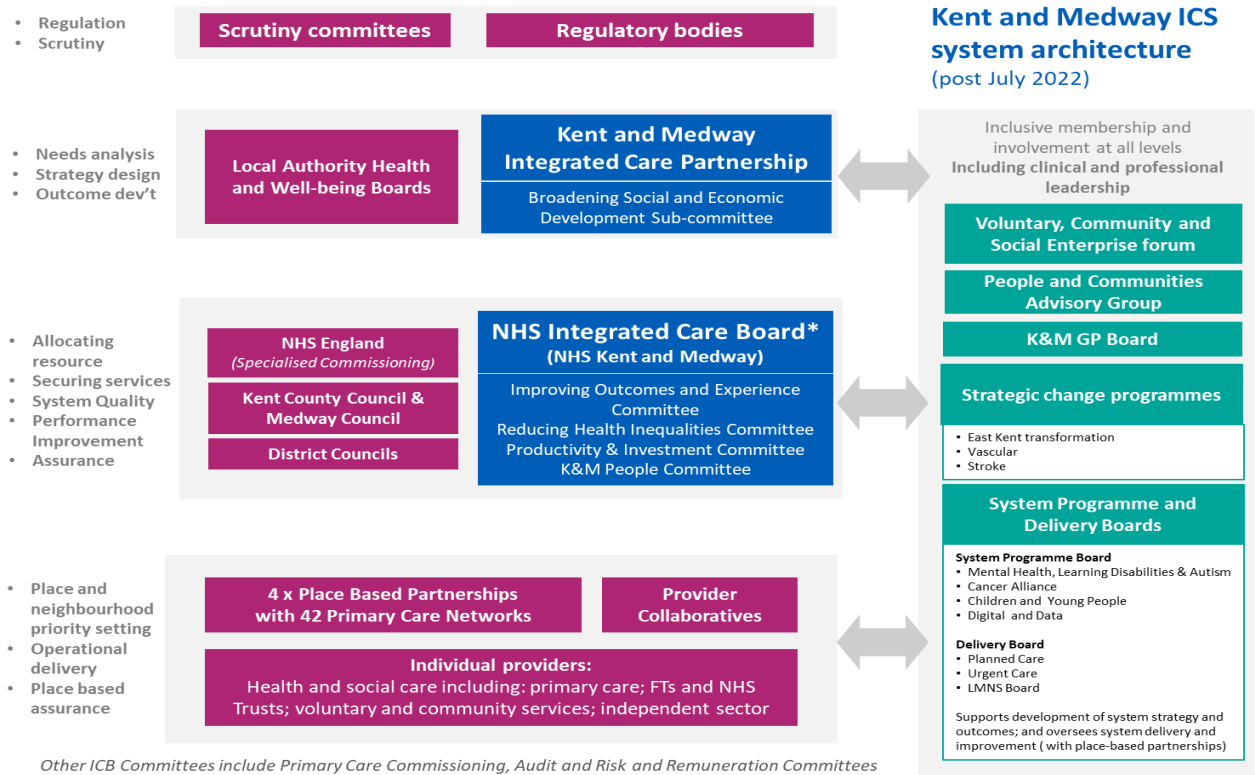 • Regulation
• Scrutiny
Scrutiny committees
Regulatory bodies
Kent and Medway ICS
system architecture
(post July 2022)
• Needs analysis
• Strategy design
• Outcome dev't
Local Authority Health
and Well-being Boards
Kent and Medway
Integrated Care Partnership
Broadening Social and Economic
Development Sub-committee
Inclusive membership and
involvement at all levels
Including clinical and professional
leadership
Voluntary, Community and
Social Enterprise forum
People and Communities
Advisory Group
K&M GP Board
Strategic change programmes
• East Kent transformation
• Vascular
• Stroke
• Allocating
resource
• Securing services
• System Quality
• Performance
Improvement
• Assurance
NHS England
(Specialised Commissioning)
Kent County Council &
Medway Council
District Councils
NHS Integrated Care Board*
(NHS Kent and Medway)
Improving Outcomes and Experience
Committee
Reducing Health Inequalities Committee
Productivity & Investment Committee
K&M People Committee
System Programme and
Delivery Boards
System Programme Board
• Mental Health, Learning Disabilities & Autism
• Cancer Alliance
• Children and Young People
• Digital and Data
Delivery Board
• Planned Care
• Urgent Care
• LMNS Board
Supports development of system strategy and
outcomes; and oversees system delivery and
improvement ( with place-based partnerships)
• Place and
neighbourhood
priority setting
• Operational
delivery
• Place based
assurance
4 x Place Based Partnerships
with 42 Primary Care Networks
Provider
Collaboratives
Individual providers:
Health and social care including: primary care; FTs and NHS
Trusts; voluntary and community services; independent sector
Other ICB Committees include Primary Care Commissioning, Audit and Risk and Remuneration Committees